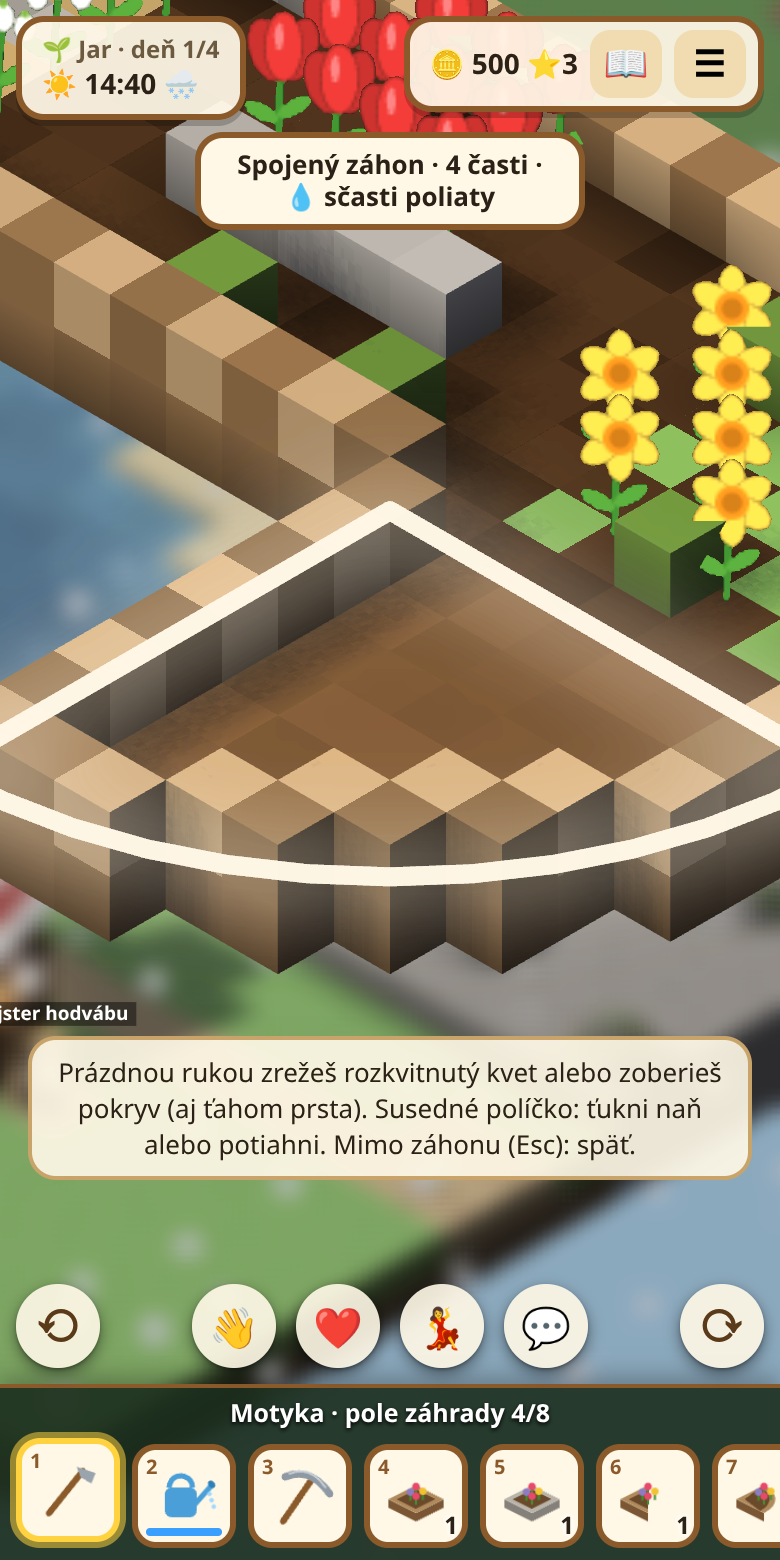 🌱 Jar · deň 1/4
☀️ 14:40 🌨️
🪙 500 ⭐3 📖 ☰
Spojený záhon · 4 časti ·
💧 sčasti poliaty
jster hodvábu
Prázdnou rukou zrežeš rozkvitnutý kvet alebo zoberieš
pokryv (aj ťahom prsta). Susedné políčko: ťukni naň
alebo potiahni. Mimo záhonu (Esc): späť.
Motyka · pole záhrady 4/8
1 2 3 4 5 6 7
1 1 1